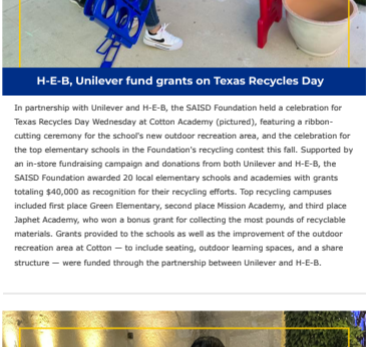 H-E-B, Unilever fund grants on Texas Recycles Day
In partnership with Unilever and H-E-B, the SAISD Foundation held a celebration for
Texas Recycles Day Wednesday at Cotton Academy (pictured), featuring a ribbon-
cutting ceremony for the school's new outdoor recreation area, and the celebration for
the top elementary schools in the Foundation's recycling contest this fall. Supported by
an in-store fundraising campaign and donations from both Unilever and H-E-B, the
SAISD Foundation awarded 20 local elementary schools and academies with grants
totaling $40,000 as recognition for their recycling efforts. Top recycling campuses
included first place Green Elementary, second place Mission Academy, and third place
Japhet Academy, who won a bonus grant for collecting the most pounds of recyclable
materials. Grants provided to the schools as well as the improvement of the outdoor
recreation area at Cotton — to include seating, outdoor learning spaces, and a share
structure — were funded through the partnership between Unilever and H-E-B.